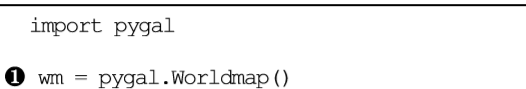 import pygal
❶ wm = pygal.Worldmap()